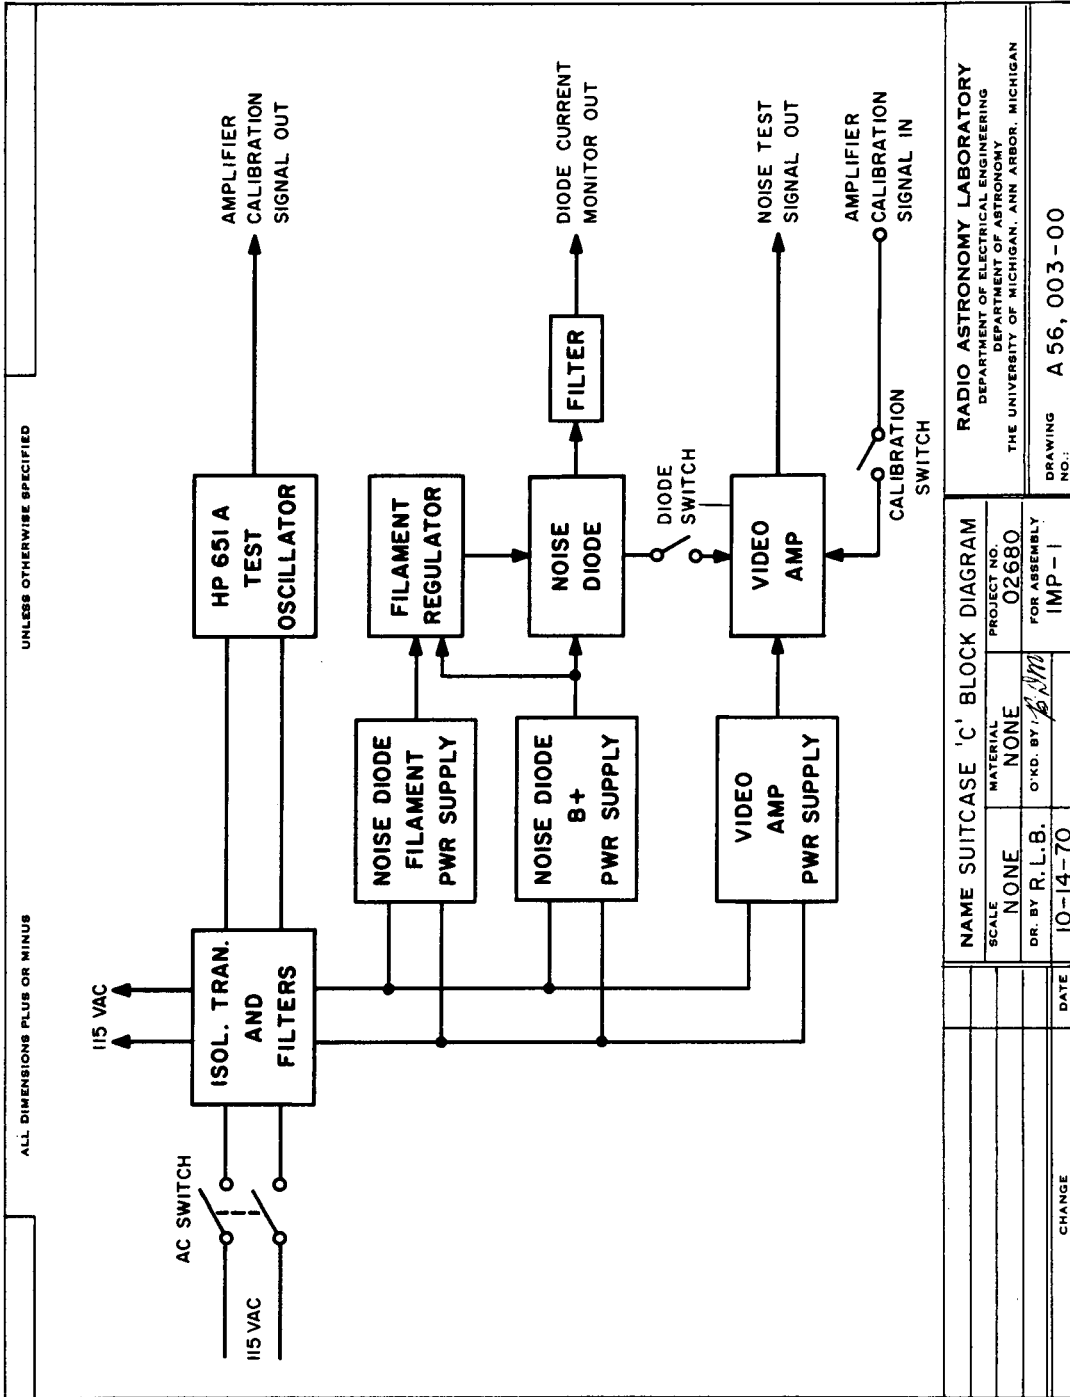 ALL DIMENSIONS PLUS OR MINUS
UNLESS OTHERWISE SPECIFIED
115 VAC
AC SWITCH
115 VAC
ISOL. TRAN.
AND
FILTERS
HP 651 A
TEST
OSCILLATOR
AMPLIFIER
CALIBRATION
SIGNAL OUT
NOISE DIODE
FILAMENT
PWR SUPPLY
FILAMENT
REGULATOR
NOISE DIODE
B+
PWR SUPPLY
NOISE
DIODE
FILTER
DIODE CURRENT
MONITOR OUT
DIODE
SWITCH
VIDEO
AMP
PWR SUPPLY
VIDEO
AMP
NOISE TEST
SIGNAL OUT
AMPLIFIER
CALIBRATION
SIGNAL IN
CALIBRATION
SWITCH
CHANGE
DATE
NAME SUITCASE 'C' BLOCK DIAGRAM
SCALE
NONE
MATERIAL
NONE
PROJECT NO.
02680
DR. BY R.L.B.
10-14-70
O'KD. BY
FOR ASSEMBLY
IMP-1
RADIO ASTRONOMY LABORATORY
DEPARTMENT OF ELECTRICAL ENGINEERING
DEPARTMENT OF ASTRONOMY
THE UNIVERSITY OF MICHIGAN, ANN ARBOR, MICHIGAN
DRAWING
NO.:
A 56, 003-00